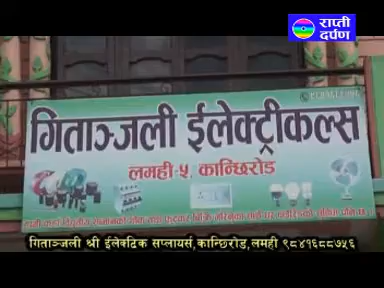 राप्ती
दर्पण
गिताञ्जली ईलेक्ट्रीकल्स
लमही-५, कान्छिरोड
गिताञ्जली श्री ईलेक्ट्रिक सप्लायर्स,कान्छिरोड,लमही ९८४१६८८७५६